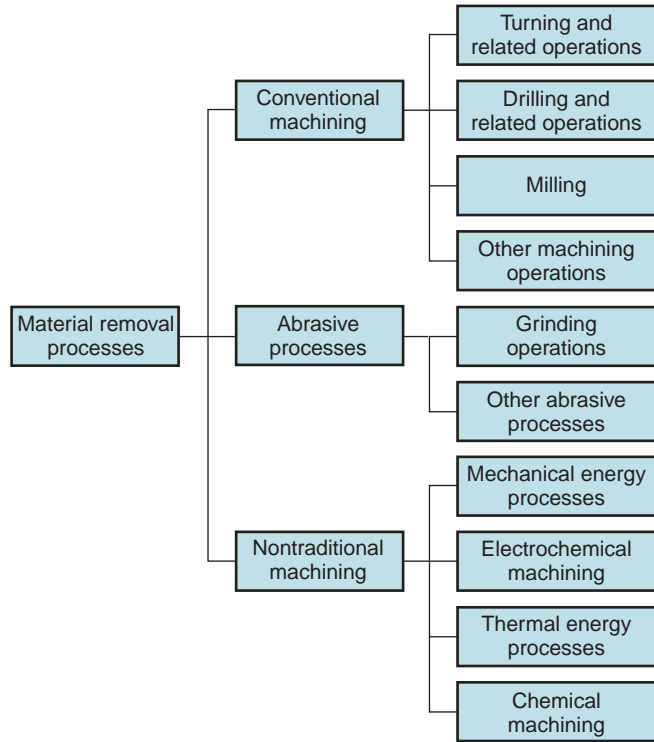 Material removal
processes
Conventional
machining
Turning and
related operations
Drilling and
related operations
Milling
Other machining
operations
Abrasive
processes
Grinding
operations
Other abrasive
processes
Nontraditional
machining
Mechanical energy
processes
Electrochemical
machining
Thermal energy
processes
Chemical
machining